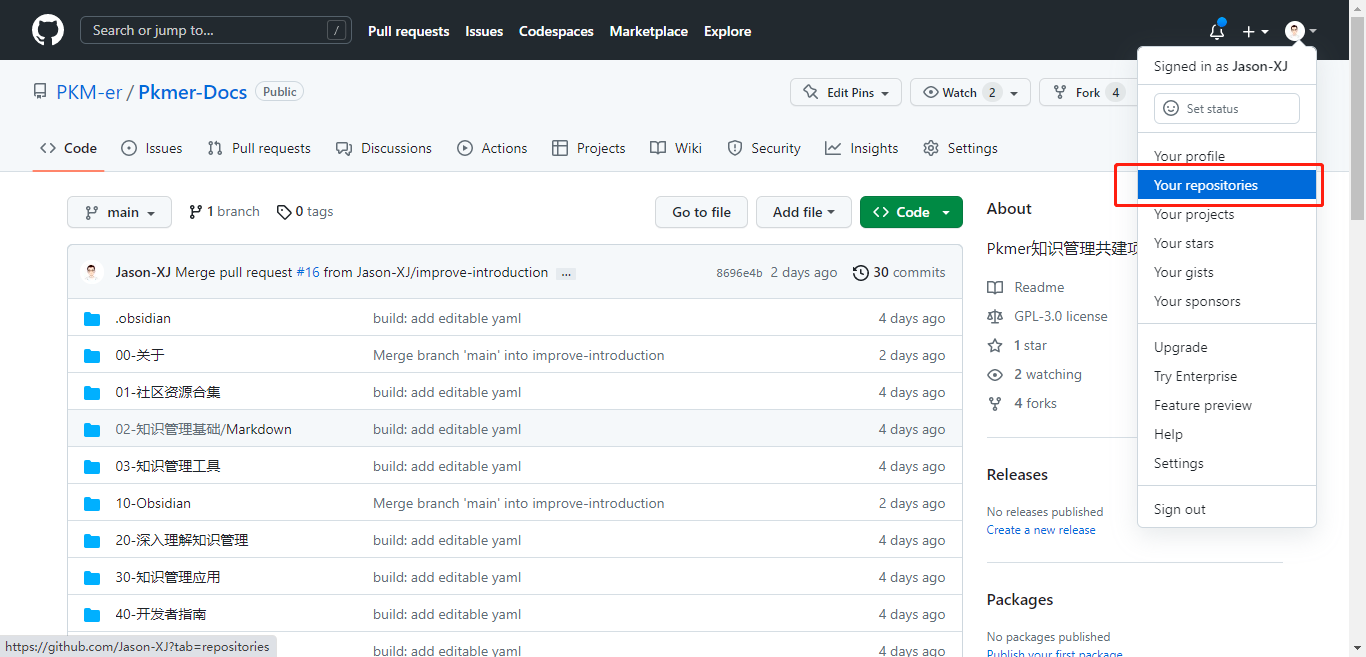 Search or jump to... /
Pull requests Issues Codespaces Marketplace Explore
Signed in as Jason-XJ
Set status
Your profile
Your repositories
Your projects
Your stars
Your gists
Your sponsors
Upgrade
Try Enterprise
Feature preview
Help
Settings
Sign out
PKM-er / Pkmer-Docs Public
Edit Pins Watch 2 Fork 4
Code Issues Pull requests Discussions Actions Projects Wiki Security Insights Settings
main 1 branch 0 tags Go to file Add file Code
Jason-XJ Merge pull request #16 from Jason-XJ/improve-introduction ... 8696e4b 2 days ago 30 commits
.obsidian build: add editable yaml 4 days ago
00-关于 Merge branch 'main' into improve-introduction 2 days ago
01-社区资源合集 build: add editable yaml 4 days ago
02-知识管理基础/Markdown build: add editable yaml 4 days ago
03-知识管理工具 build: add editable yaml 4 days ago
10-Obsidian Merge branch 'main' into improve-introduction 2 days ago
20-深入理解知识管理 build: add editable yaml 4 days ago
30-知识管理应用 build: add editable yaml 4 days ago
40-开发者指南 build: add editable yaml 4 days ago
build: add editable yaml 4 days ago
About
Pkmer知识管理共建项
Readme
GPL-3.0 license
1 star
2 watching
4 forks
Releases
No releases published
Create a new release
Packages
No packages published
Publish your first package
https://github.com/Jason-XJ?tab=repositories